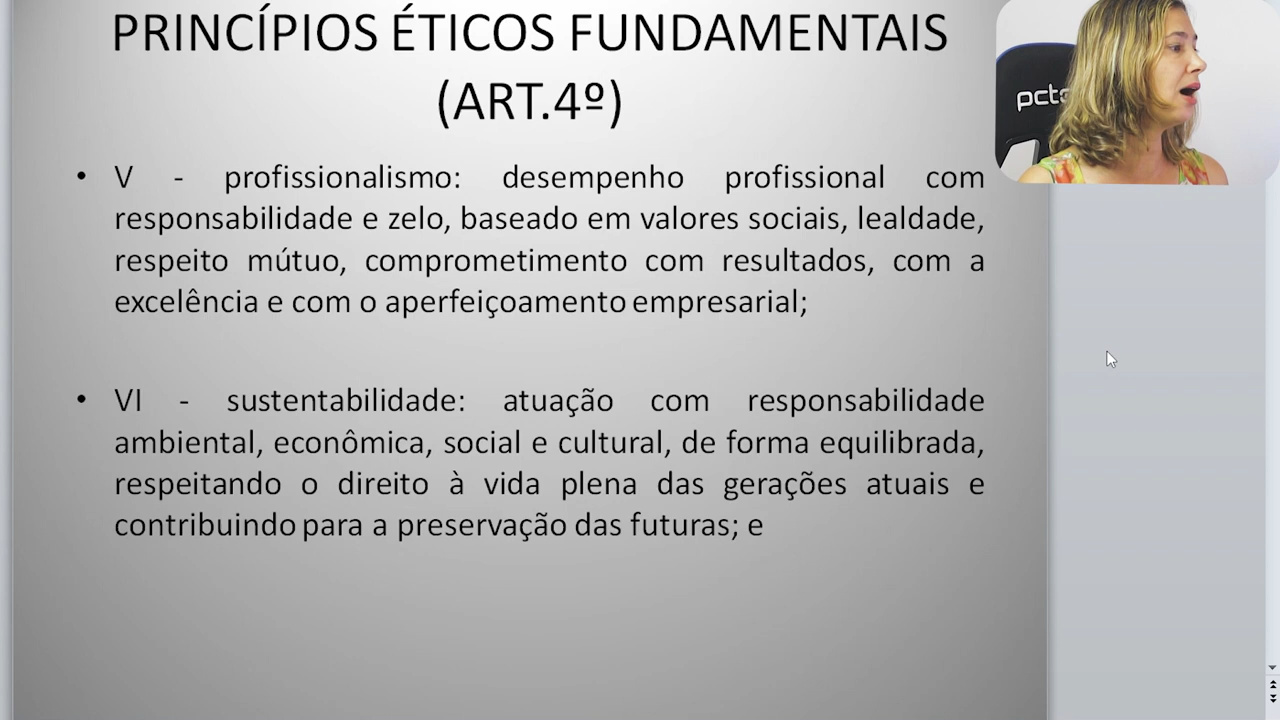 PRINCÍPIOS ÉTICOS FUNDAMENTAIS
(ART.4º)
• V - profissionalismo: desempenho profissional com
responsabilidade e zelo, baseado em valores sociais, lealdade,
respeito mútuo, comprometimento com resultados, com a
excelência e com o aperfeiçoamento empresarial;
• VI - sustentabilidade: atuação com responsabilidade
ambiental, econômica, social e cultural, de forma equilibrada,
respeitando o direito à vida plena das gerações atuais e
contribuindo para a preservação das futuras; e